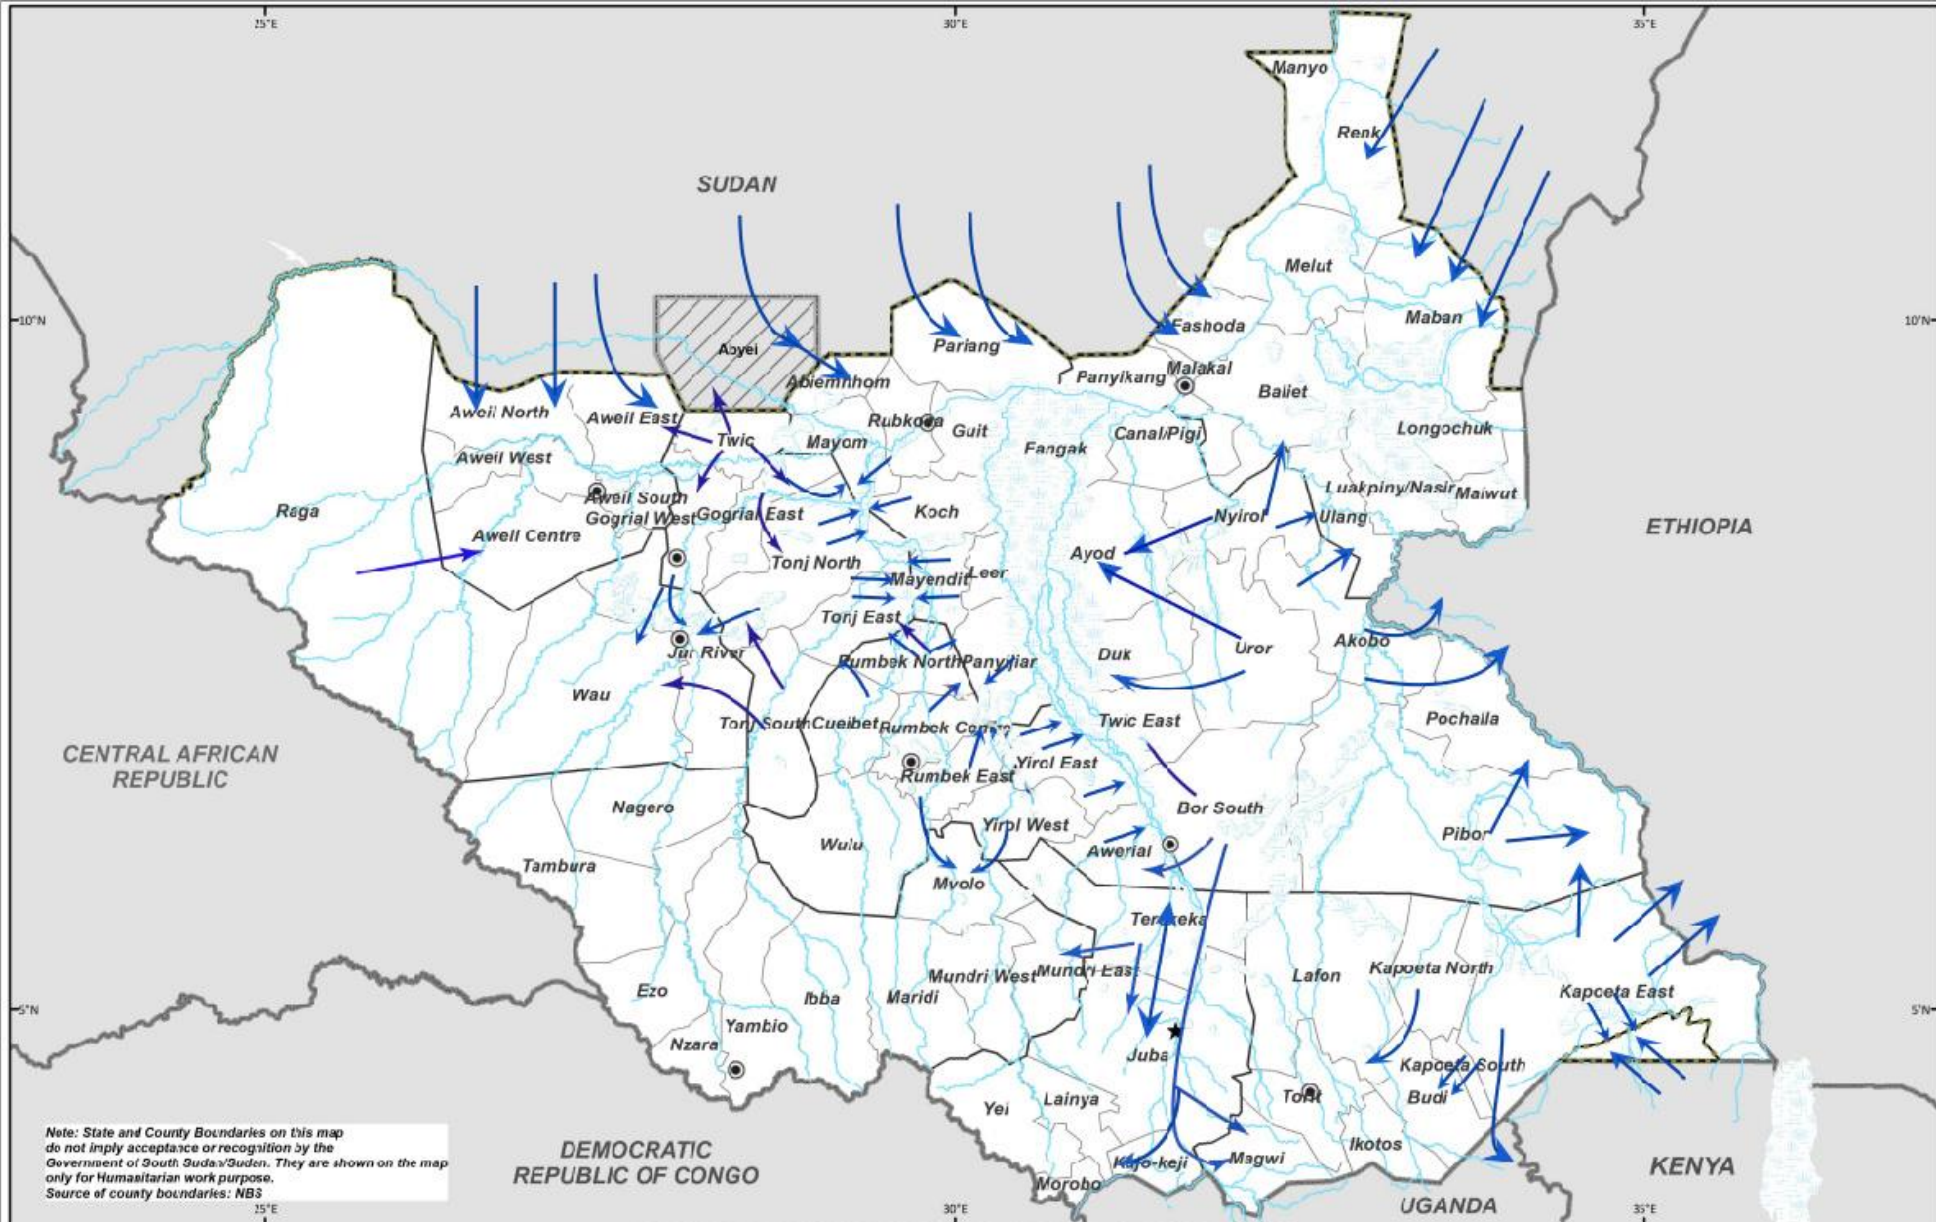 25°E
30°E
35°E
Manyo
Renk
SUDAN
Melut
10°N
Maban
10°N
Fashoda
Abyei
Pariang
Malakal
Panyikang
Abiemnhom
Baliet
Aweil North
Aweil East
Rubkona
Guit
Longochuk
Twic
Mayom
Canal/Pigi
Fangak
Aweil West
Luakpiny/Nasir
Maiwut
Aweil South
Raga
Gogrial West
Gogrial East
Koch
Nyirol
Ulang
ETHIOPIA
Aweil Centre
Ayod
Tonj North
Leer
Mayendit
Tonj East
Akobo
Uror
Jur River
Duk
Rumbek North
Panyijiar
Wau
Pochalla
Tonj South
Cueibet
Rumbek Centre
Twic East
CENTRAL AFRICAN
REPUBLIC
Yirol East
Rumbek East
Nagero
Bor South
Yirol West
Pibor
Wulu
Awerial
Tambura
Mvolo
Terekeka
Mundri West
Mundri East
Lafon
Kapoeta North
Ezo
Ibba
Maridi
Kapoeta East
5°N
5°N
Yambio
Nzara
Juba
Kapoeta South
Yei
Lainya
Torit
Budi
Note: State and County Boundaries on this map
do not imply acceptance or recognition by the
Government of South Sudan/Sudan. They are shown on the map
only for Humanitarian work purpose.
Source of county boundaries: NBS
DEMOCRATIC
REPUBLIC OF CONGO
Ikotos
Kajo-keji
Magwi
KENYA
Morobo
UGANDA
25°E
30°E
35°E